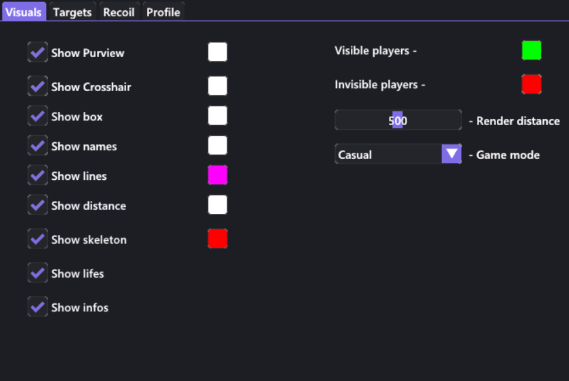 Visuals Targets Recoil Profile
Show Purview
Show Crosshair
Show box
Show names
Show lines
Show distance
Show skeleton
Show lifes
Show infos
Visible players -
Invisible players -
500 - Render distance
Casual - Game mode